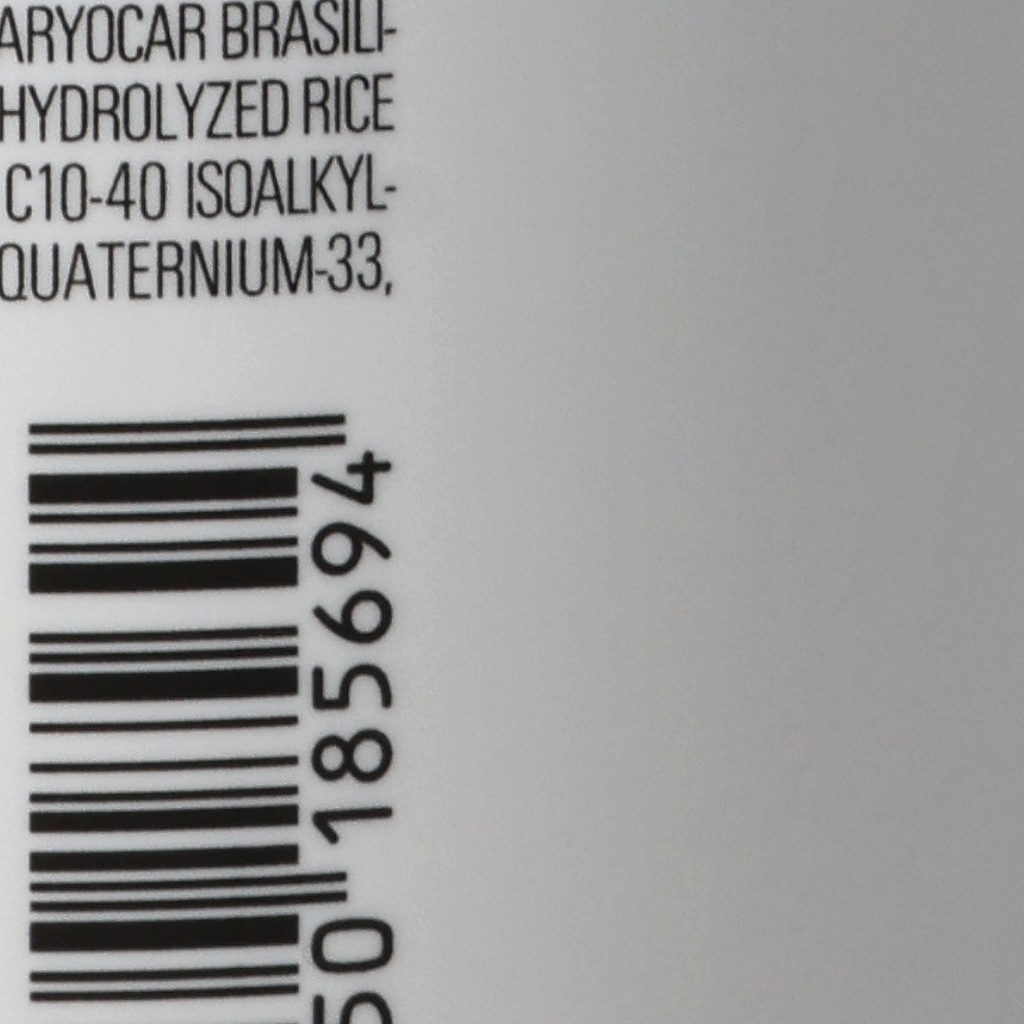 ARYOCAR BRASILI-
HYDROLYZED RICE
C10-40 ISOALKYL-
QUATERNIUM-33,
50 185694